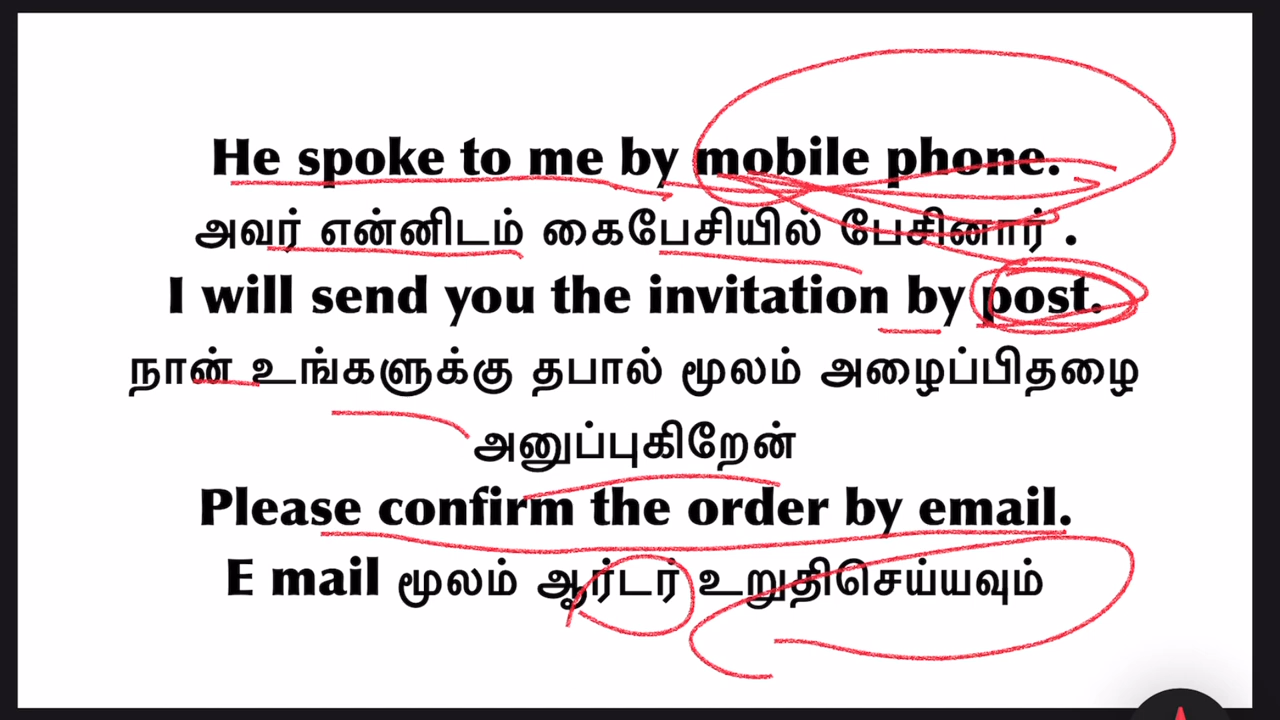 He spoke to me by mobile phone.
அவர் என்னிடம் கைபேசியில் பேசினார் .
I will send you the invitation by post.
நான் உங்களுக்கு தபால் மூலம் அழைப்பிதழை
அனுப்புகிறேன்
Please confirm the order by email.
E mail மூலம் ஆர்டர் உறுதிசெய்யவும்